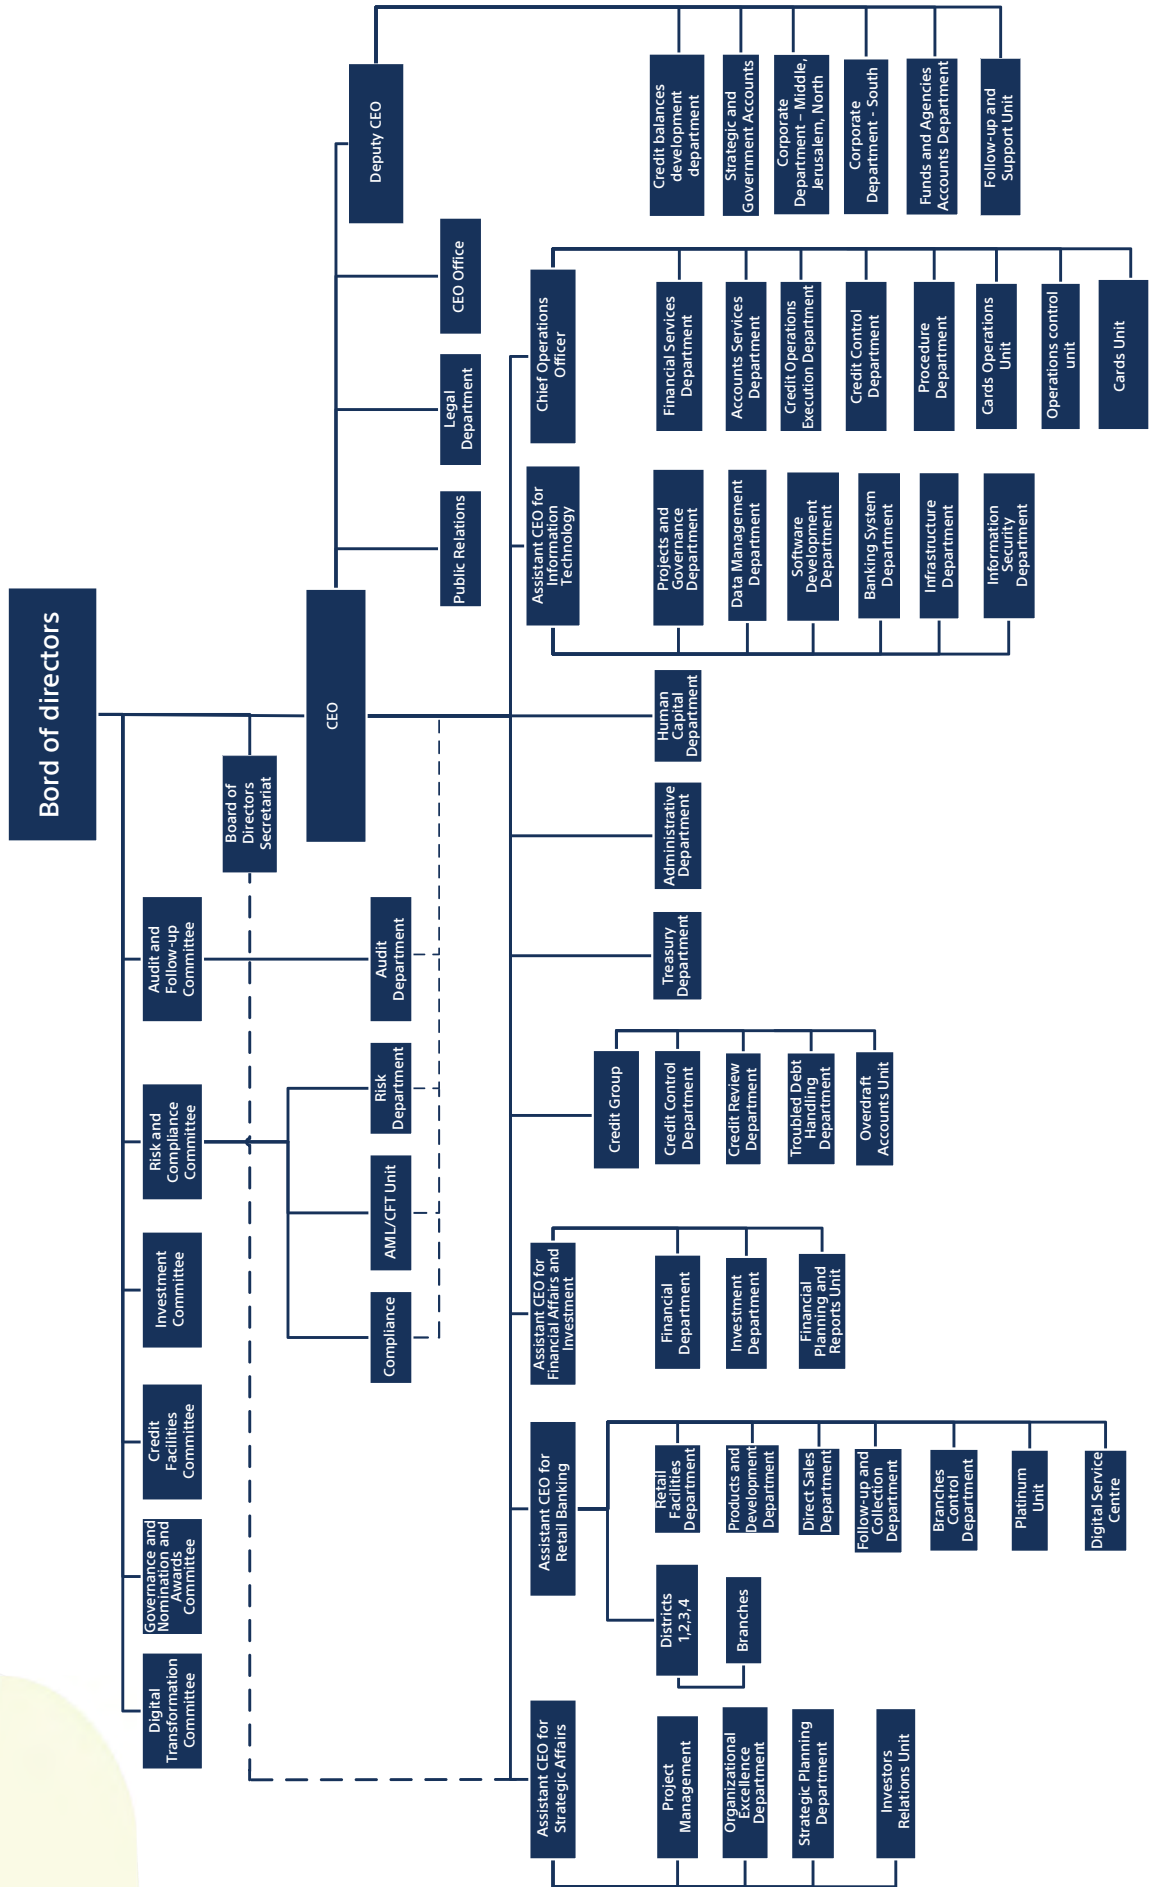 Bord of directors
Board of
Directors
Secretariat
Digital
Transformation
Committee
Governance and
Nomination and
Awards
Committee
Credit
Facilities
Committee
Investment
Committee
Risk and
Compliance
Committee
Audit and
Follow-up
Committee
CEO
Compliance
AML/CFT Unit
Risk
Department
Audit
Department
Public Relations
Legal
Department
CEO Office
Deputy CEO
Assistant CEO for
Strategic Affairs
Project
Management
Organizational
Excellence
Department
Strategic Planning
Department
Investors
Relations Unit
Assistant CEO for
Retail Banking
Districts
1,2,3,4
Branches
Retail
Facilities
Department
Products and
Development
Department
Direct Sales
Department
Follow-up and
Collection
Department
Branches
Control
Department
Platinum
Unit
Digital Service
Centre
Assistant CEO for
Financial Affairs and
Investment
Financial
Department
Investment
Department
Financial
Planning and
Reports Unit
Credit Group
Credit Control
Department
Credit Review
Department
Troubled Debt
Handling
Department
Overdraft
Accounts Unit
Treasury
Department
Administrative
Department
Human
Capital
Department
Assistant CEO for
Information
Technology
Projects and
Governance
Department
Data Management
Department
Software
Development
Department
Banking System
Department
Infrastructure
Department
Information
Security
Department
Chief Operations
Officer
Financial Services
Department
Accounts Services
Department
Credit Operations
Execution Department
Credit Control
Department
Procedure
Department
Cards Operations
Unit
Operations control
unit
Cards Unit
Credit balances
development
department
Strategic and
Government Accounts
Corporate
Department – Middle,
Jerusalem, North
Corporate
Department - South
Funds and Agencies
Accounts Department
Follow-up and
Support Unit